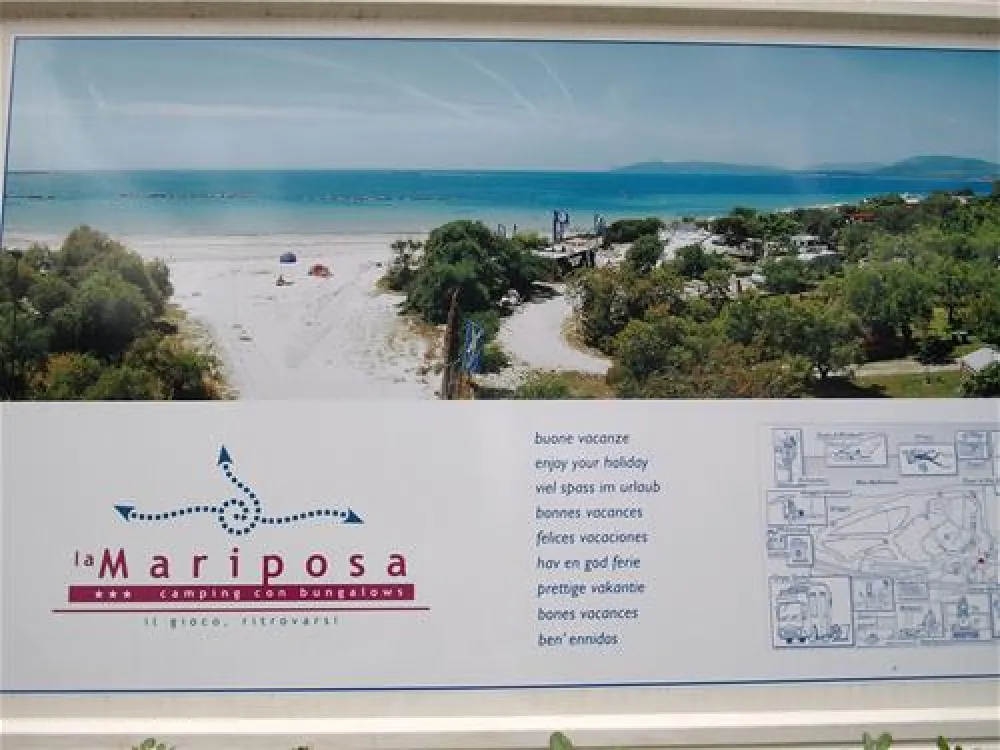 la Mariposa
*** camping con bungalows
il gioco, ritrovarsi
buone vacanze
enjoy your holiday
viel spass im urlaub
bonnes vacances
felices vacaciones
hav en god ferie
prettige vakantie
bones vacances
ben' ennidos